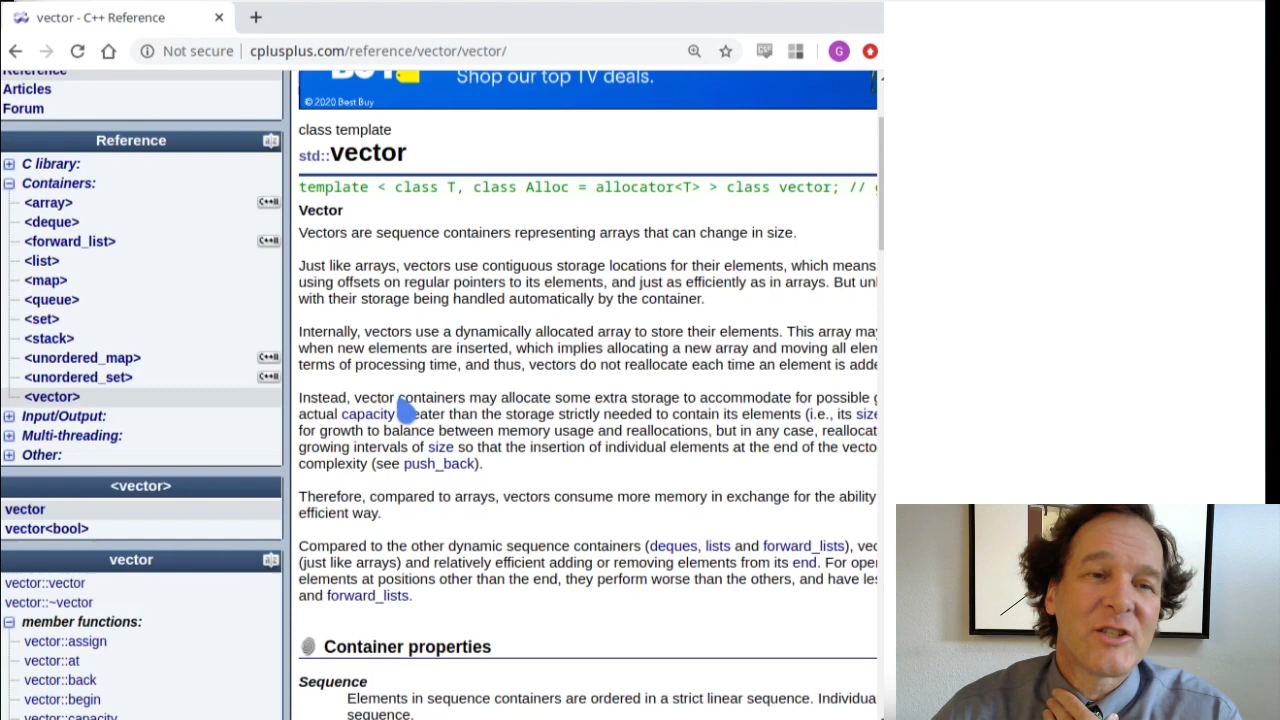 vector - C++ Reference
Not secure
cplusplus.com/reference/vector/vector/
G
Reference
Articles
Forum
Reference
C library:
Containers:
<array>
C++11
<deque>
<forward_list>
C++11
<list>
<map>
<queue>
<set>
<stack>
<unordered_map>
C++11
<unordered_set>
C++11
<vector>
Input/Output:
Multi-threading:
Other:
<vector>
vector
vector<bool>
vector
vector::vector
vector::~vector
member functions:
vector::assign
vector::at
vector::back
vector::begin
vector::capacity
Shop our top TV deals.
© 2020 Best Buy
class template
std::vector
template < class T, class Alloc = allocator<T> > class vector; //
Vector
Vectors are sequence containers representing arrays that can change in size.
Just like arrays, vectors use contiguous storage locations for their elements, which means
using offsets on regular pointers to its elements, and just as efficiently as in arrays. But
with their storage being handled automatically by the container.
Internally, vectors use a dynamically allocated array to store their elements. This array may
when new elements are inserted, which implies allocating a new array and moving all
terms of processing time, and thus, vectors do not reallocate each time an element is
Instead, vector containers may allocate some extra storage to accommodate for possible
actual capacity greater than the storage strictly needed to contain its elements (i.e., its size
for growth to balance between memory usage and reallocations, but in any case,
growing intervals of size so that the insertion of individual elements at the end of the
complexity (see push_back).
Therefore, compared to arrays, vectors consume more memory in exchange for the ability
efficient way.
Compared to the other dynamic sequence containers (deques, lists and forward_lists),
(just like arrays) and relatively efficient adding or removing elements from its end. For
elements at positions other than the end, they perform worse than the others, and have
and forward_lists.
Container properties
Sequence
Elements in sequence containers are ordered in a strict linear sequence.
sequence.